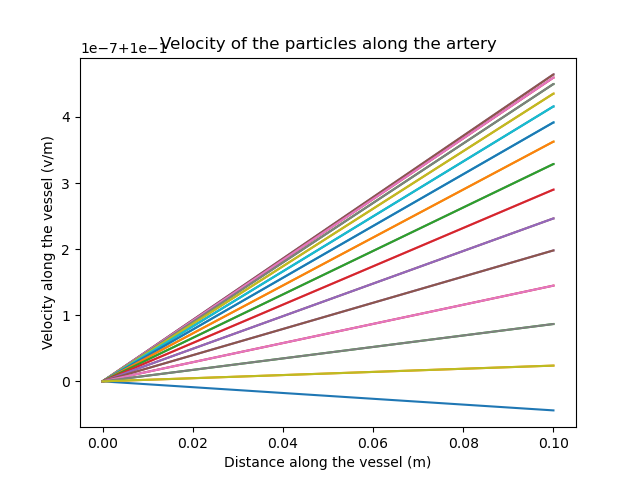 Velocity of the particles along the artery
1e−7+1e−1
4
3
2
1
0
Velocity along the vessel (v/m)
0.00 0.02 0.04 0.06 0.08 0.10
Distance along the vessel (m)